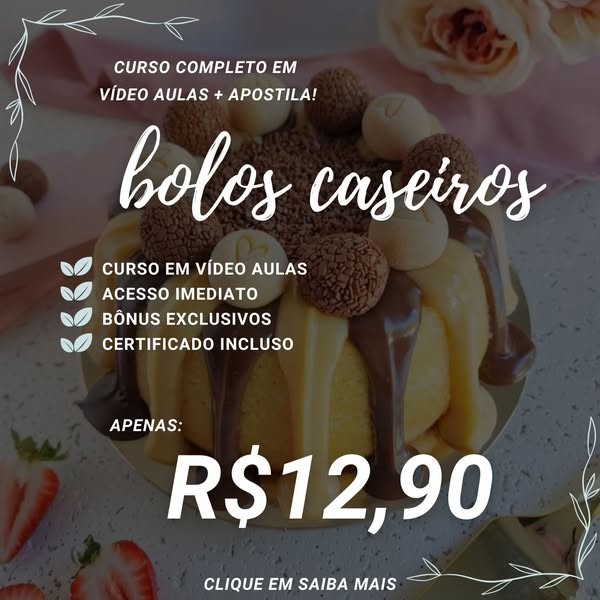 CURSO COMPLETO EM
VÍDEO AULAS + APOSTILA!
bolos caseiros
CURSO EM VÍDEO AULAS
ACESSO IMEDIATO
BÔNUS EXCLUSIVOS
CERTIFICADO INCLUSO
APENAS:
R$12,90
CLIQUE EM SAIBA MAIS